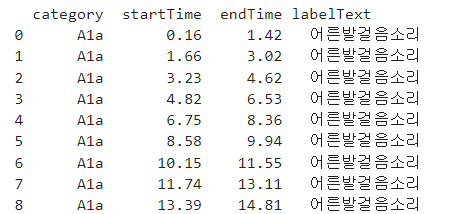 category startTime endTime labelText
0 A1a 0.16 1.42 어른발걸음소리
1 A1a 1.66 3.02 어른발걸음소리
2 A1a 3.23 4.62 어른발걸음소리
3 A1a 4.82 6.53 어른발걸음소리
4 A1a 6.75 8.36 어른발걸음소리
5 A1a 8.58 9.94 어른발걸음소리
6 A1a 10.15 11.55 어른발걸음소리
7 A1a 11.74 13.11 어른발걸음소리
8 A1a 13.39 14.81 어른발걸음소리